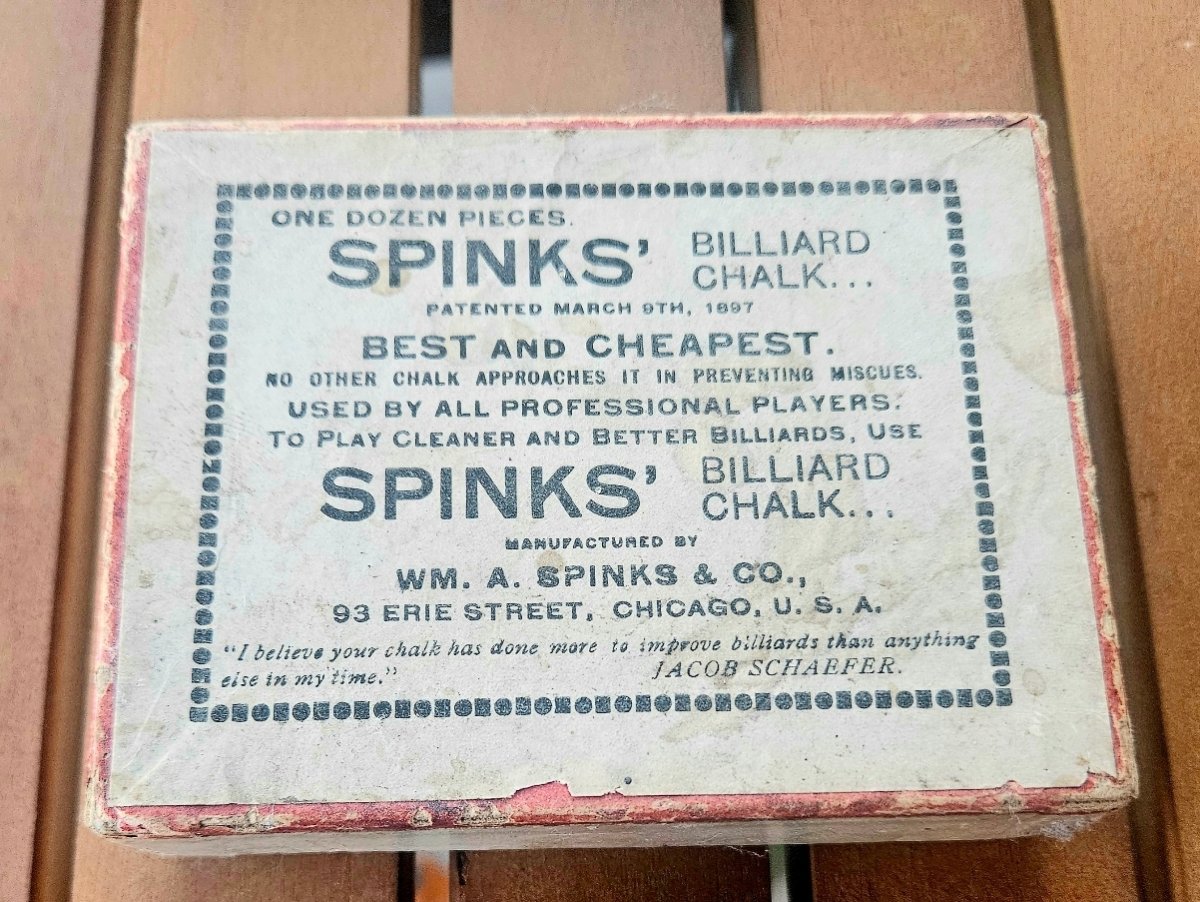 ONE DOZEN PIECES.
SPINKS' BILLIARD CHALK...
PATENTED MARCH 9TH, 1897
BEST AND CHEAPEST.
NO OTHER CHALK APPROACHES IT IN PREVENTING MISCUES.
USED BY ALL PROFESSIONAL PLAYERS.
TO PLAY CLEANER AND BETTER BILLIARDS, USE
SPINKS' BILLIARD CHALK...
MANUFACTURED BY
WM. A. SPINKS & CO.,
93 ERIE STREET, CHICAGO, U. S. A.
"I believe your chalk has done more to improve billiards than anything
else in my time." JACOB SCHAEFER.